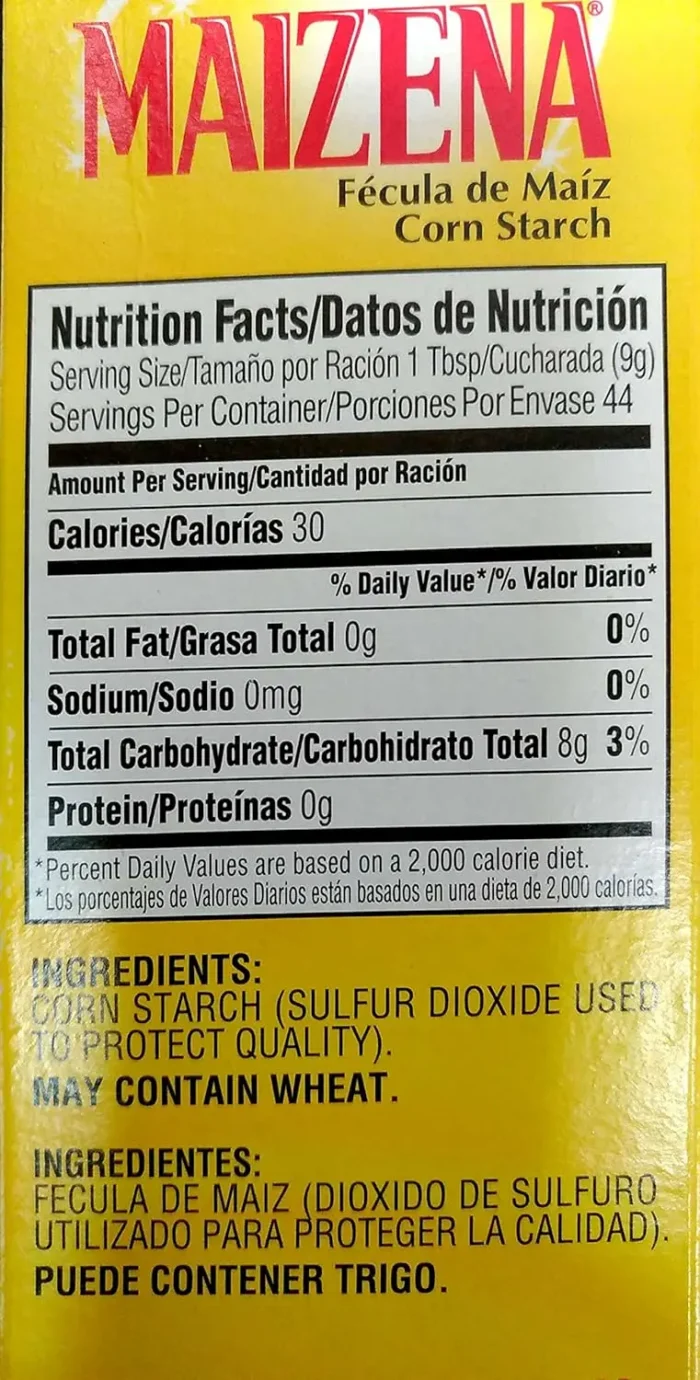 MAIZENA®
Fécula de Maíz
Corn Starch
Nutrition Facts/Datos de Nutrición
Serving Size/Tamaño por Ración 1 Tbsp/Cucharada (9g)
Servings Per Container/Porciones Por Envase 44
Amount Per Serving/Cantidad por Ración
Calories/Calorías 30
% Daily Value*/% Valor Diario*
Total Fat/Grasa Total 0g 0%
Sodium/Sodio 0mg 0%
Total Carbohydrate/Carbohidrato Total 8g 3%
Protein/Proteínas 0g
*Percent Daily Values are based on a 2,000 calorie diet.
*Los porcentajes de Valores Diarios están basados en una dieta de 2,000 calorías.
INGREDIENTS:
CORN STARCH (SULFUR DIOXIDE USED
TO PROTECT QUALITY).
MAY CONTAIN WHEAT.
INGREDIENTES:
FECULA DE MAIZ (DIOXIDO DE SULFURO
UTILIZADO PARA PROTEGER LA CALIDAD).
PUEDE CONTENER TRIGO.